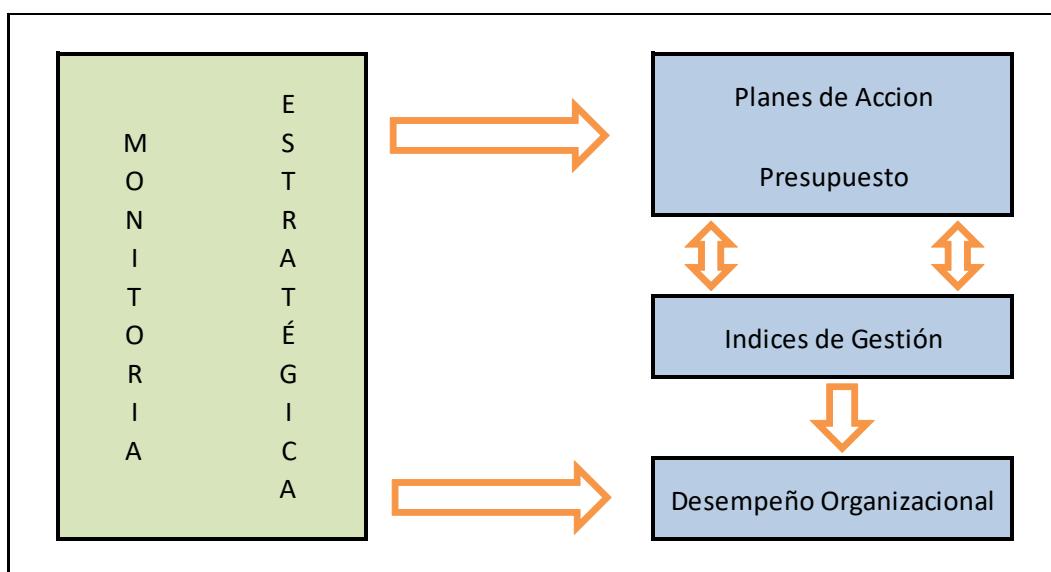 MONITORIA
ESTRATÉGICA
Planes de Accion
Presupuesto
Indices de Gestión
Desempeño Organizacional